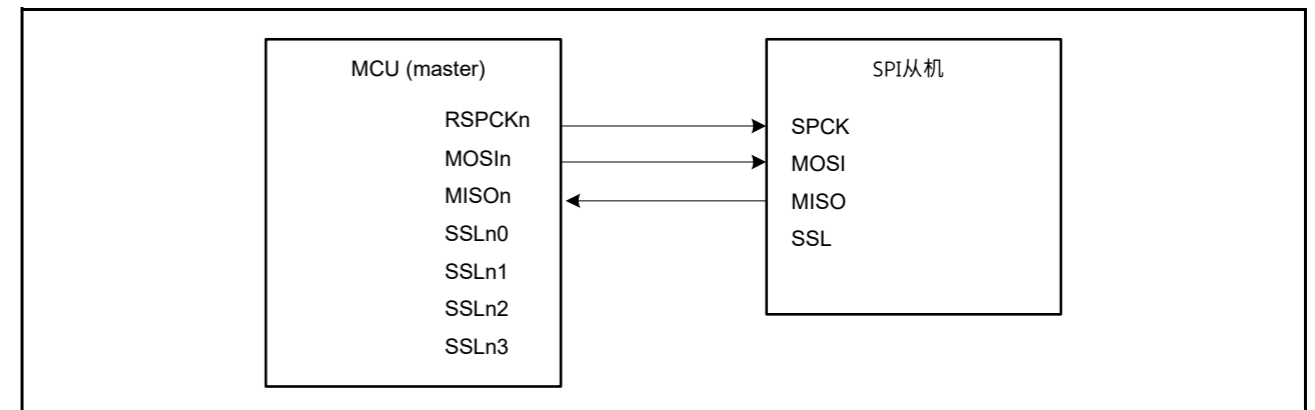 MCU (master)
RSPCKn
MOSIn
MISOn
SSLn0
SSLn1
SSLn2
SSLn3
SPI从机
SPCK
MOSI
MISO
SSL